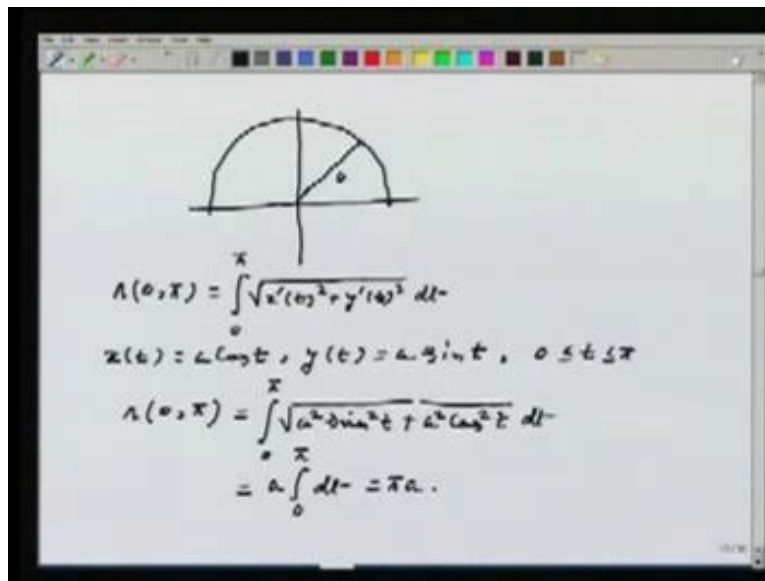 a
s(0,π) = ∫₀^π √(x'(t)² + y'(t)²) dt
x(t) = a Cos t, y(t) = a Sin t, 0 ≤ t ≤ π
s(0,π) = ∫₀^π √(a² Sin² t + a² Cos² t) dt
= a ∫₀^π dt = πa.